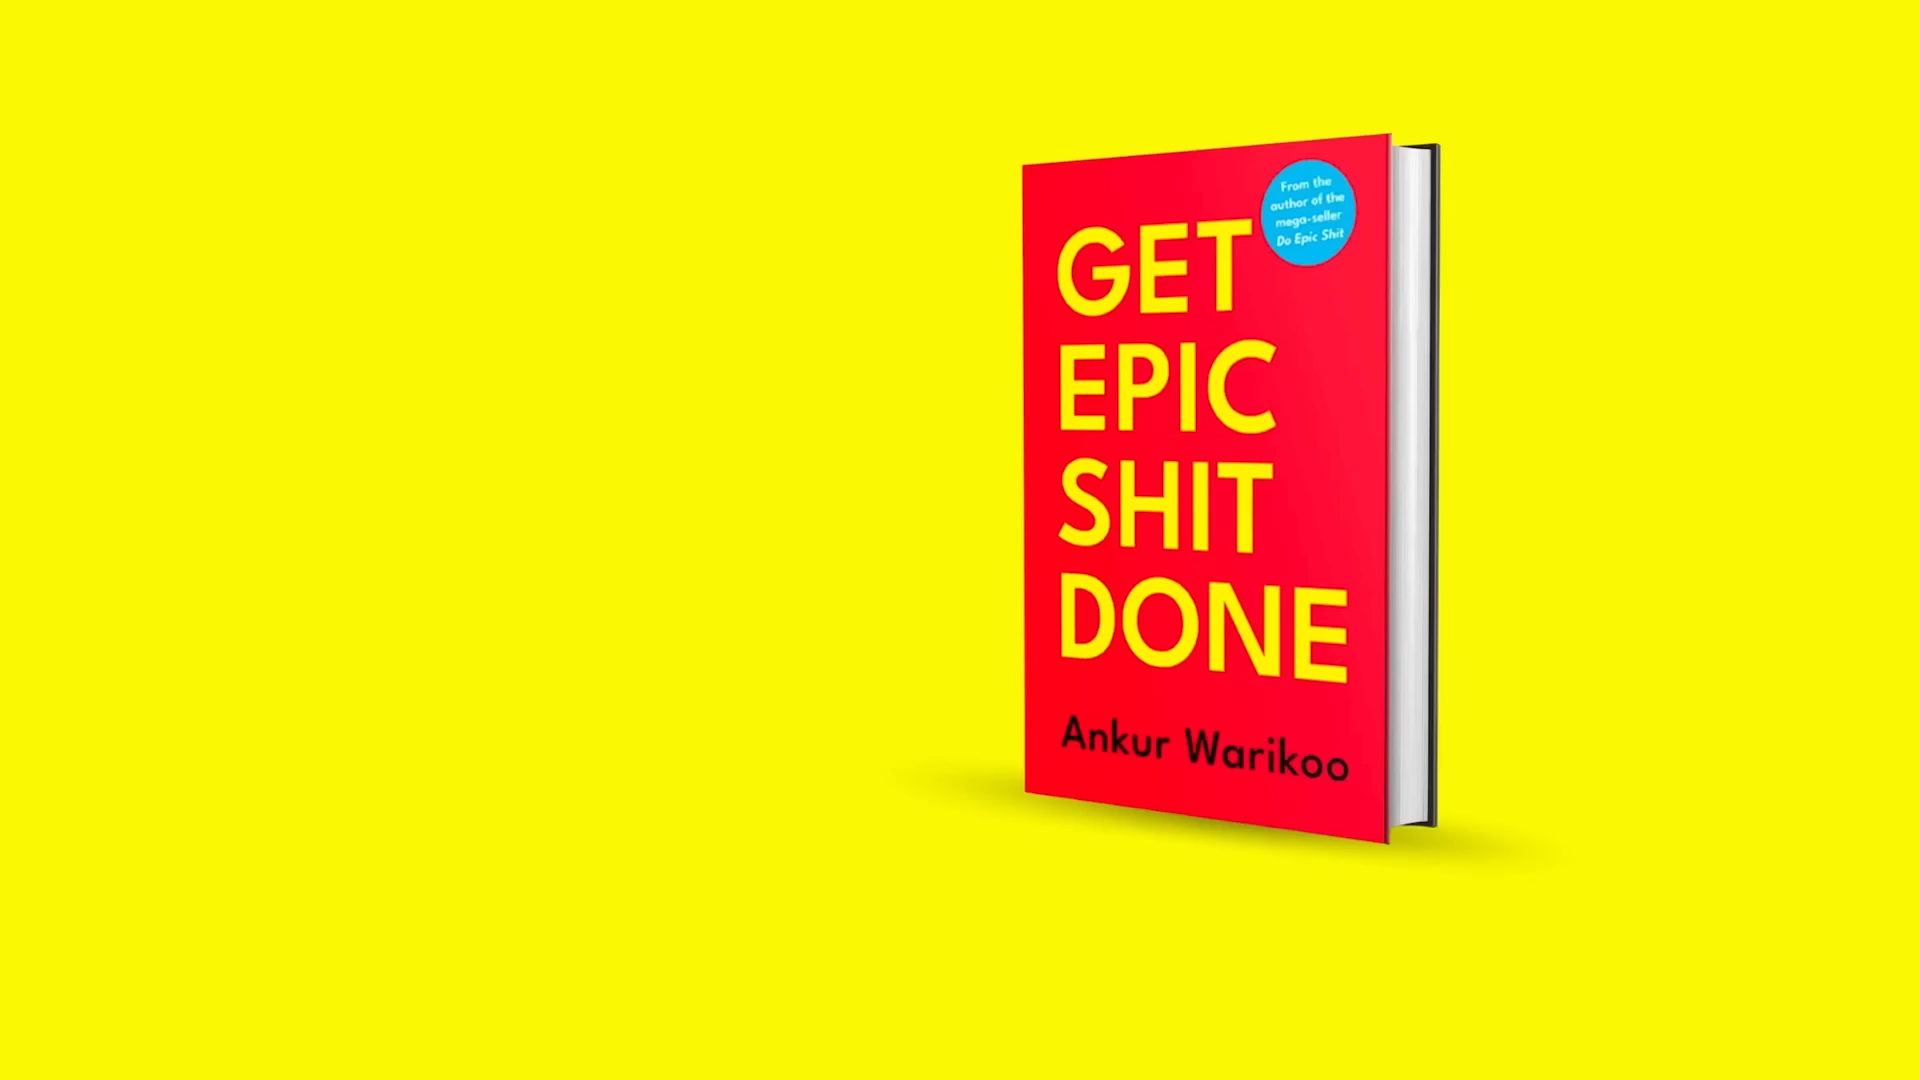 From the
author of the
mega-seller
Do Epic Shit
GET
EPIC
SHIT
DONE
Ankur Warikoo